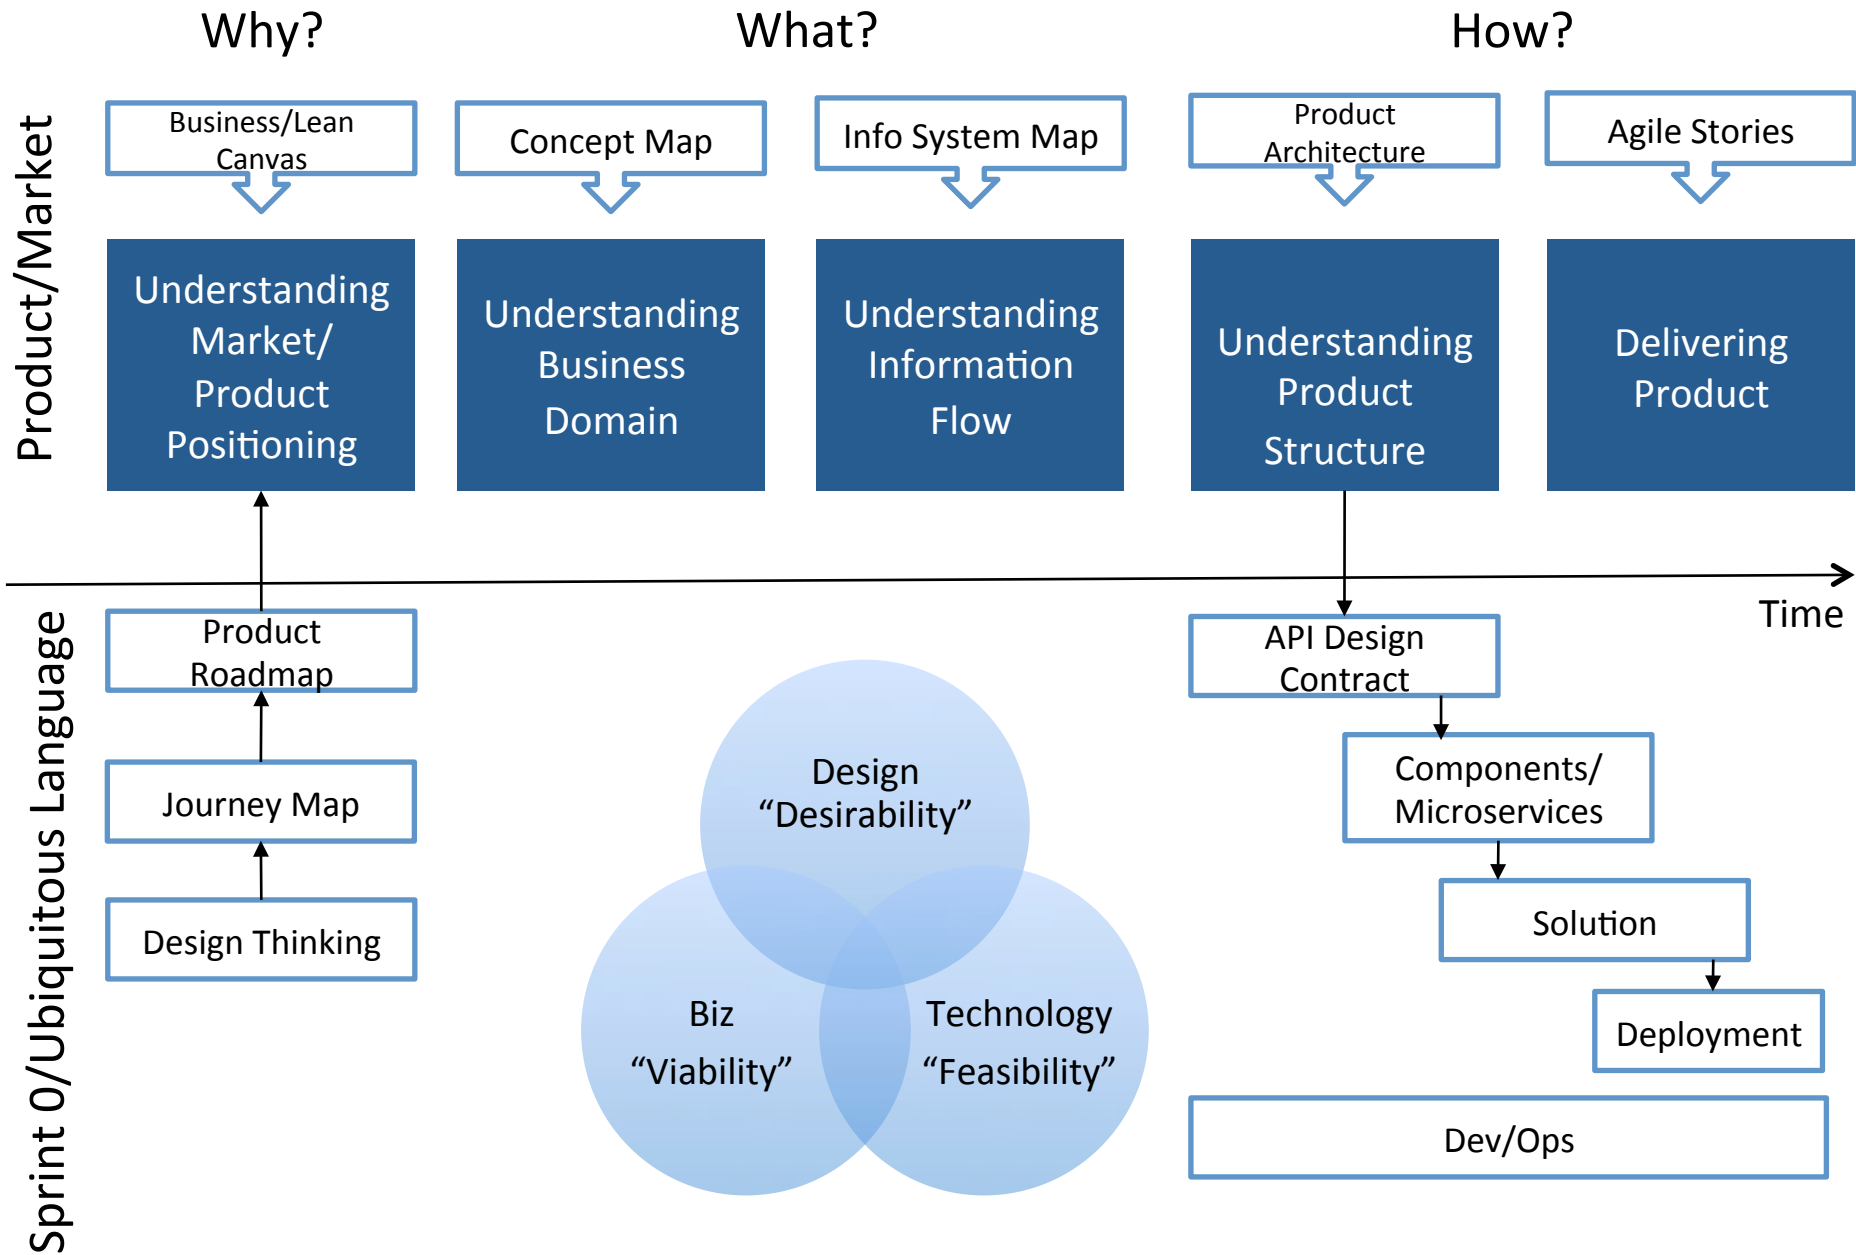 Why?
What?
How?
Product/Market
Business/Lean
Canvas
Concept Map
Info System Map
Product
Architecture
Agile Stories
Understanding
Market/
Product
Positioning
Understanding
Business
Domain
Understanding
Information
Flow
Understanding
Product
Structure
Delivering
Product
Time
Sprint 0/Ubiquitous Language
Product
Roadmap
Journey Map
Design Thinking
Design
“Desirability”
Biz
“Viability”
Technology
“Feasibility”
API Design
Contract
Components/
Microservices
Solution
Deployment
Dev/Ops